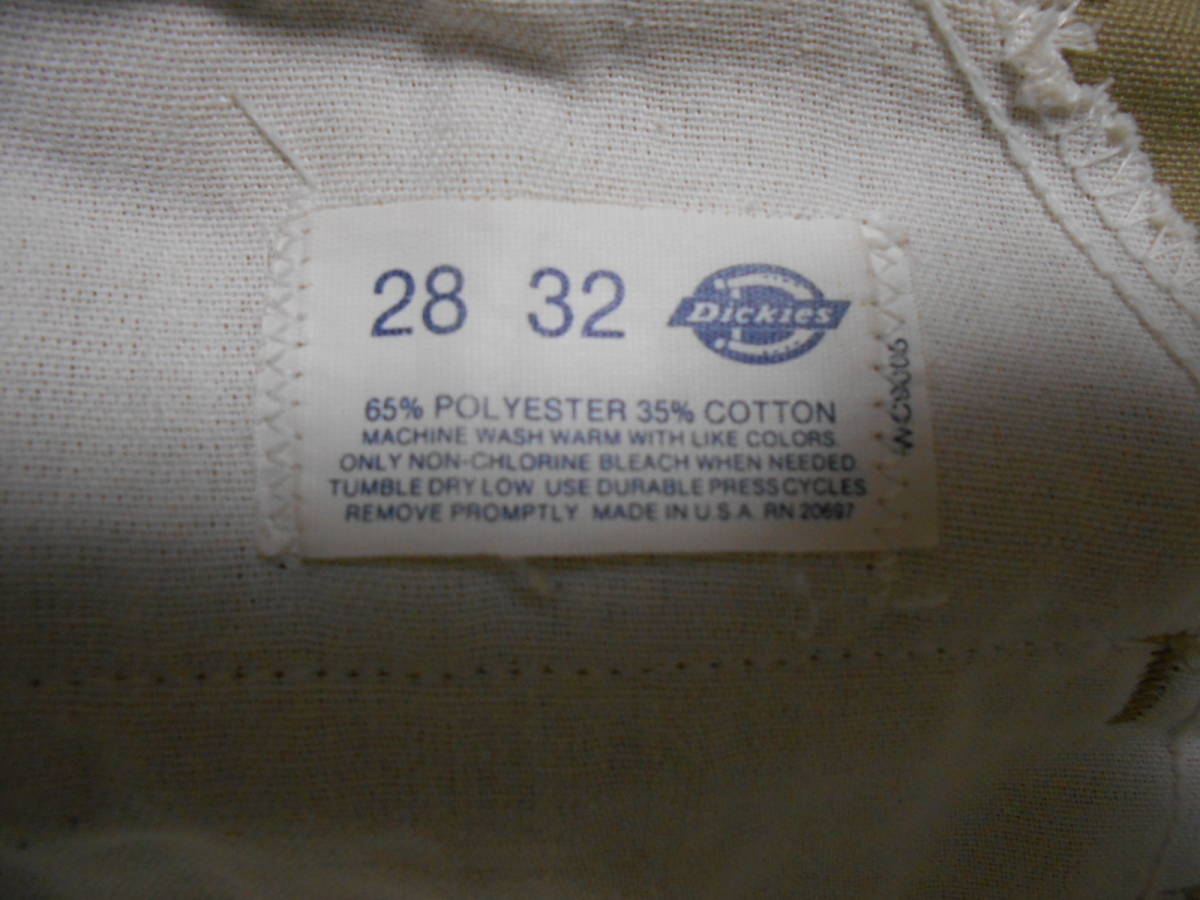 28 32 Dickies
65% POLYESTER 35% COTTON
MACHINE WASH WARM WITH LIKE COLORS.
ONLY NON-CHLORINE BLEACH WHEN NEEDED.
TUMBLE DRY LOW. USE DURABLE PRESS CYCLES
REMOVE PROMPTLY MADE IN U.S.A. RN 20697